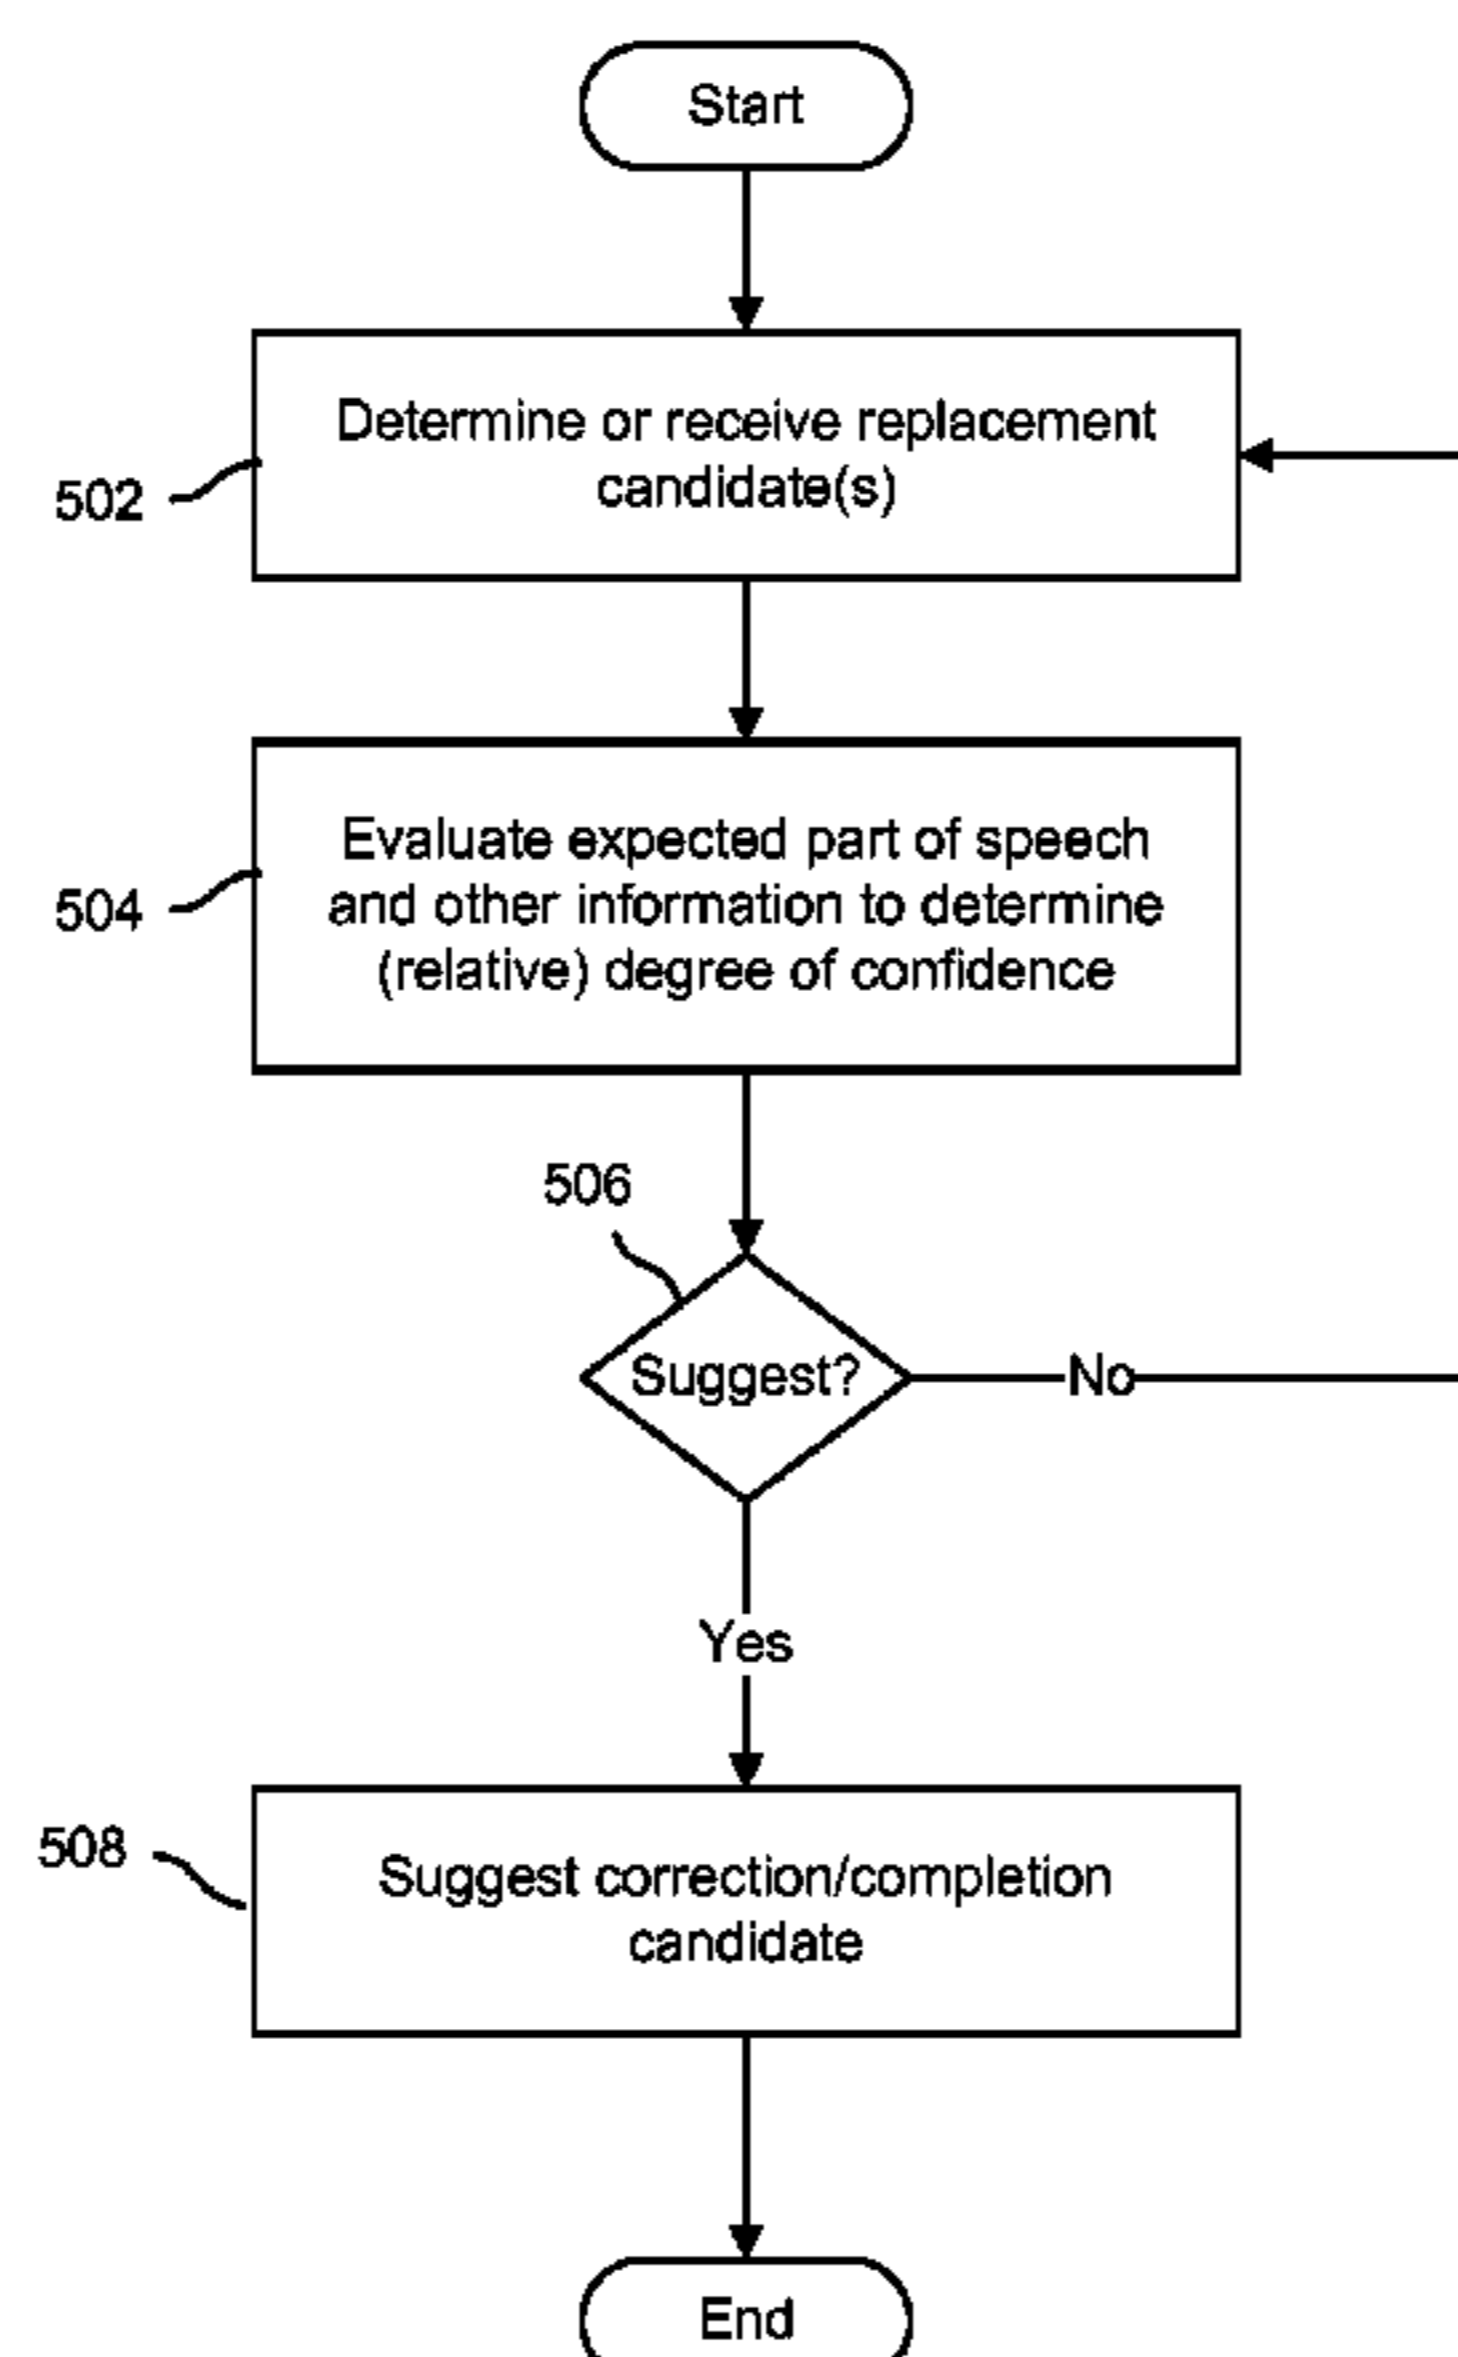 Start
Determine or receive replacement
candidate(s)
502
Evaluate expected part of speech
and other information to determine
(relative) degree of confidence
504
506
Suggest?
No
Yes
508
Suggest correction/completion
candidate
End